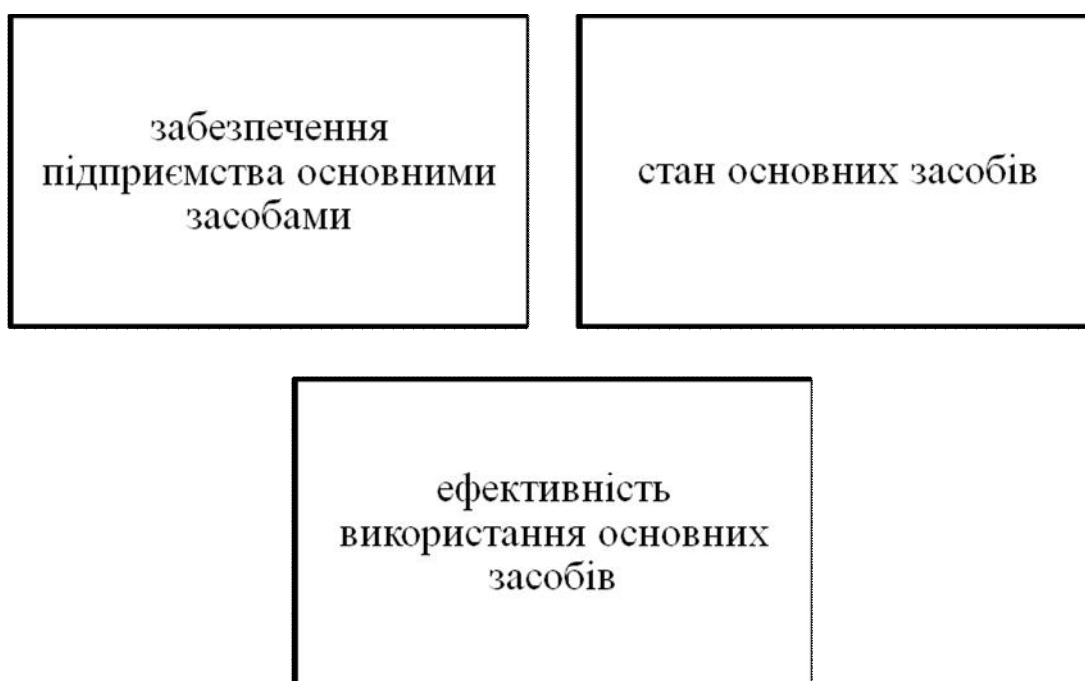 забезпечення
підприємства основними
засобами
стан основних засобів
ефективність
використання основних
засобів